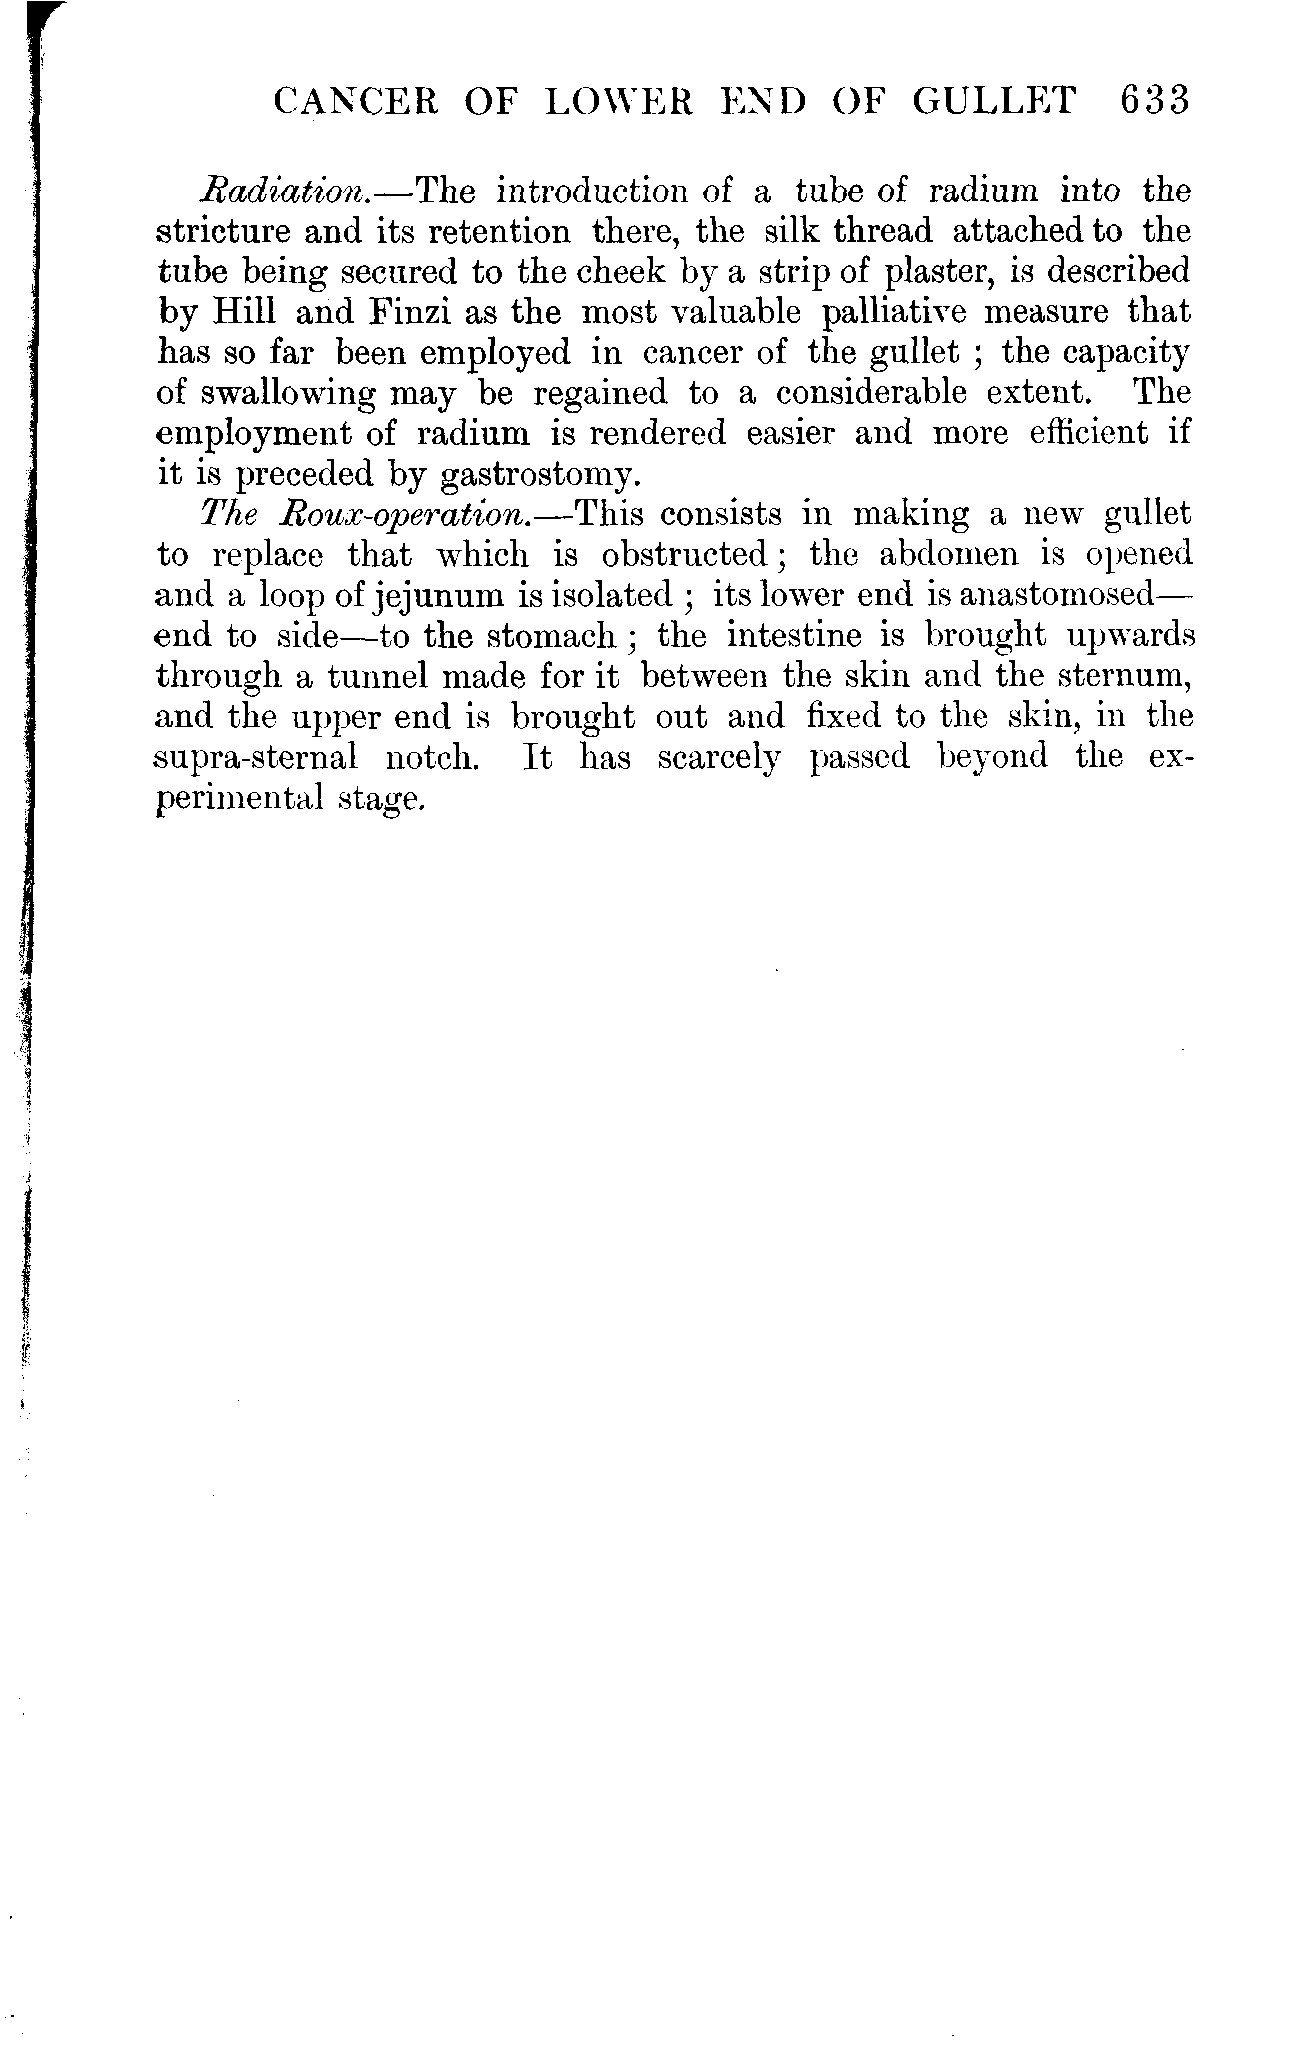 CANCER OF LOWER END OF GULLET 633
Radiation.—The introduction of a tube of radium into the
stricture and its retention there, the silk thread attached to the
tube being secured to the cheek by a strip of plaster, is described
by Hill and Finzi as the most valuable palliative measure that
has so far been employed in cancer of the gullet ; the capacity
of swallowing may be regained to a considerable extent. The
employment of radium is rendered easier and more efficient if
it is preceded by gastrostomy.
The Roux-operation.—This consists in making a new gullet
to replace that which is obstructed ; the abdomen is opened
and a loop of jejunum is isolated ; its lower end is anastomosed—
end to side—to the stomach ; the intestine is brought upwards
through a tunnel made for it between the skin and the sternum,
and the upper end is brought out and fixed to the skin, in the
supra-sternal notch. It has scarcely passed beyond the ex-
perimental stage.